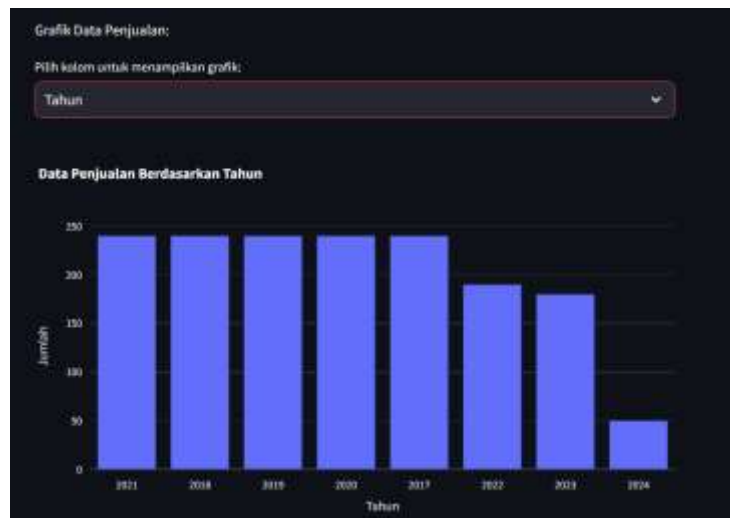 Grafik Data Penjualan:
Pilih kolom untuk menampilkan grafik:
Tahun
Data Penjualan Berdasarkan Tahun
250
200
150
100
50
0
Jumlah
2021 2018 2019 2020 2017 2022 2023 2024
Tahun